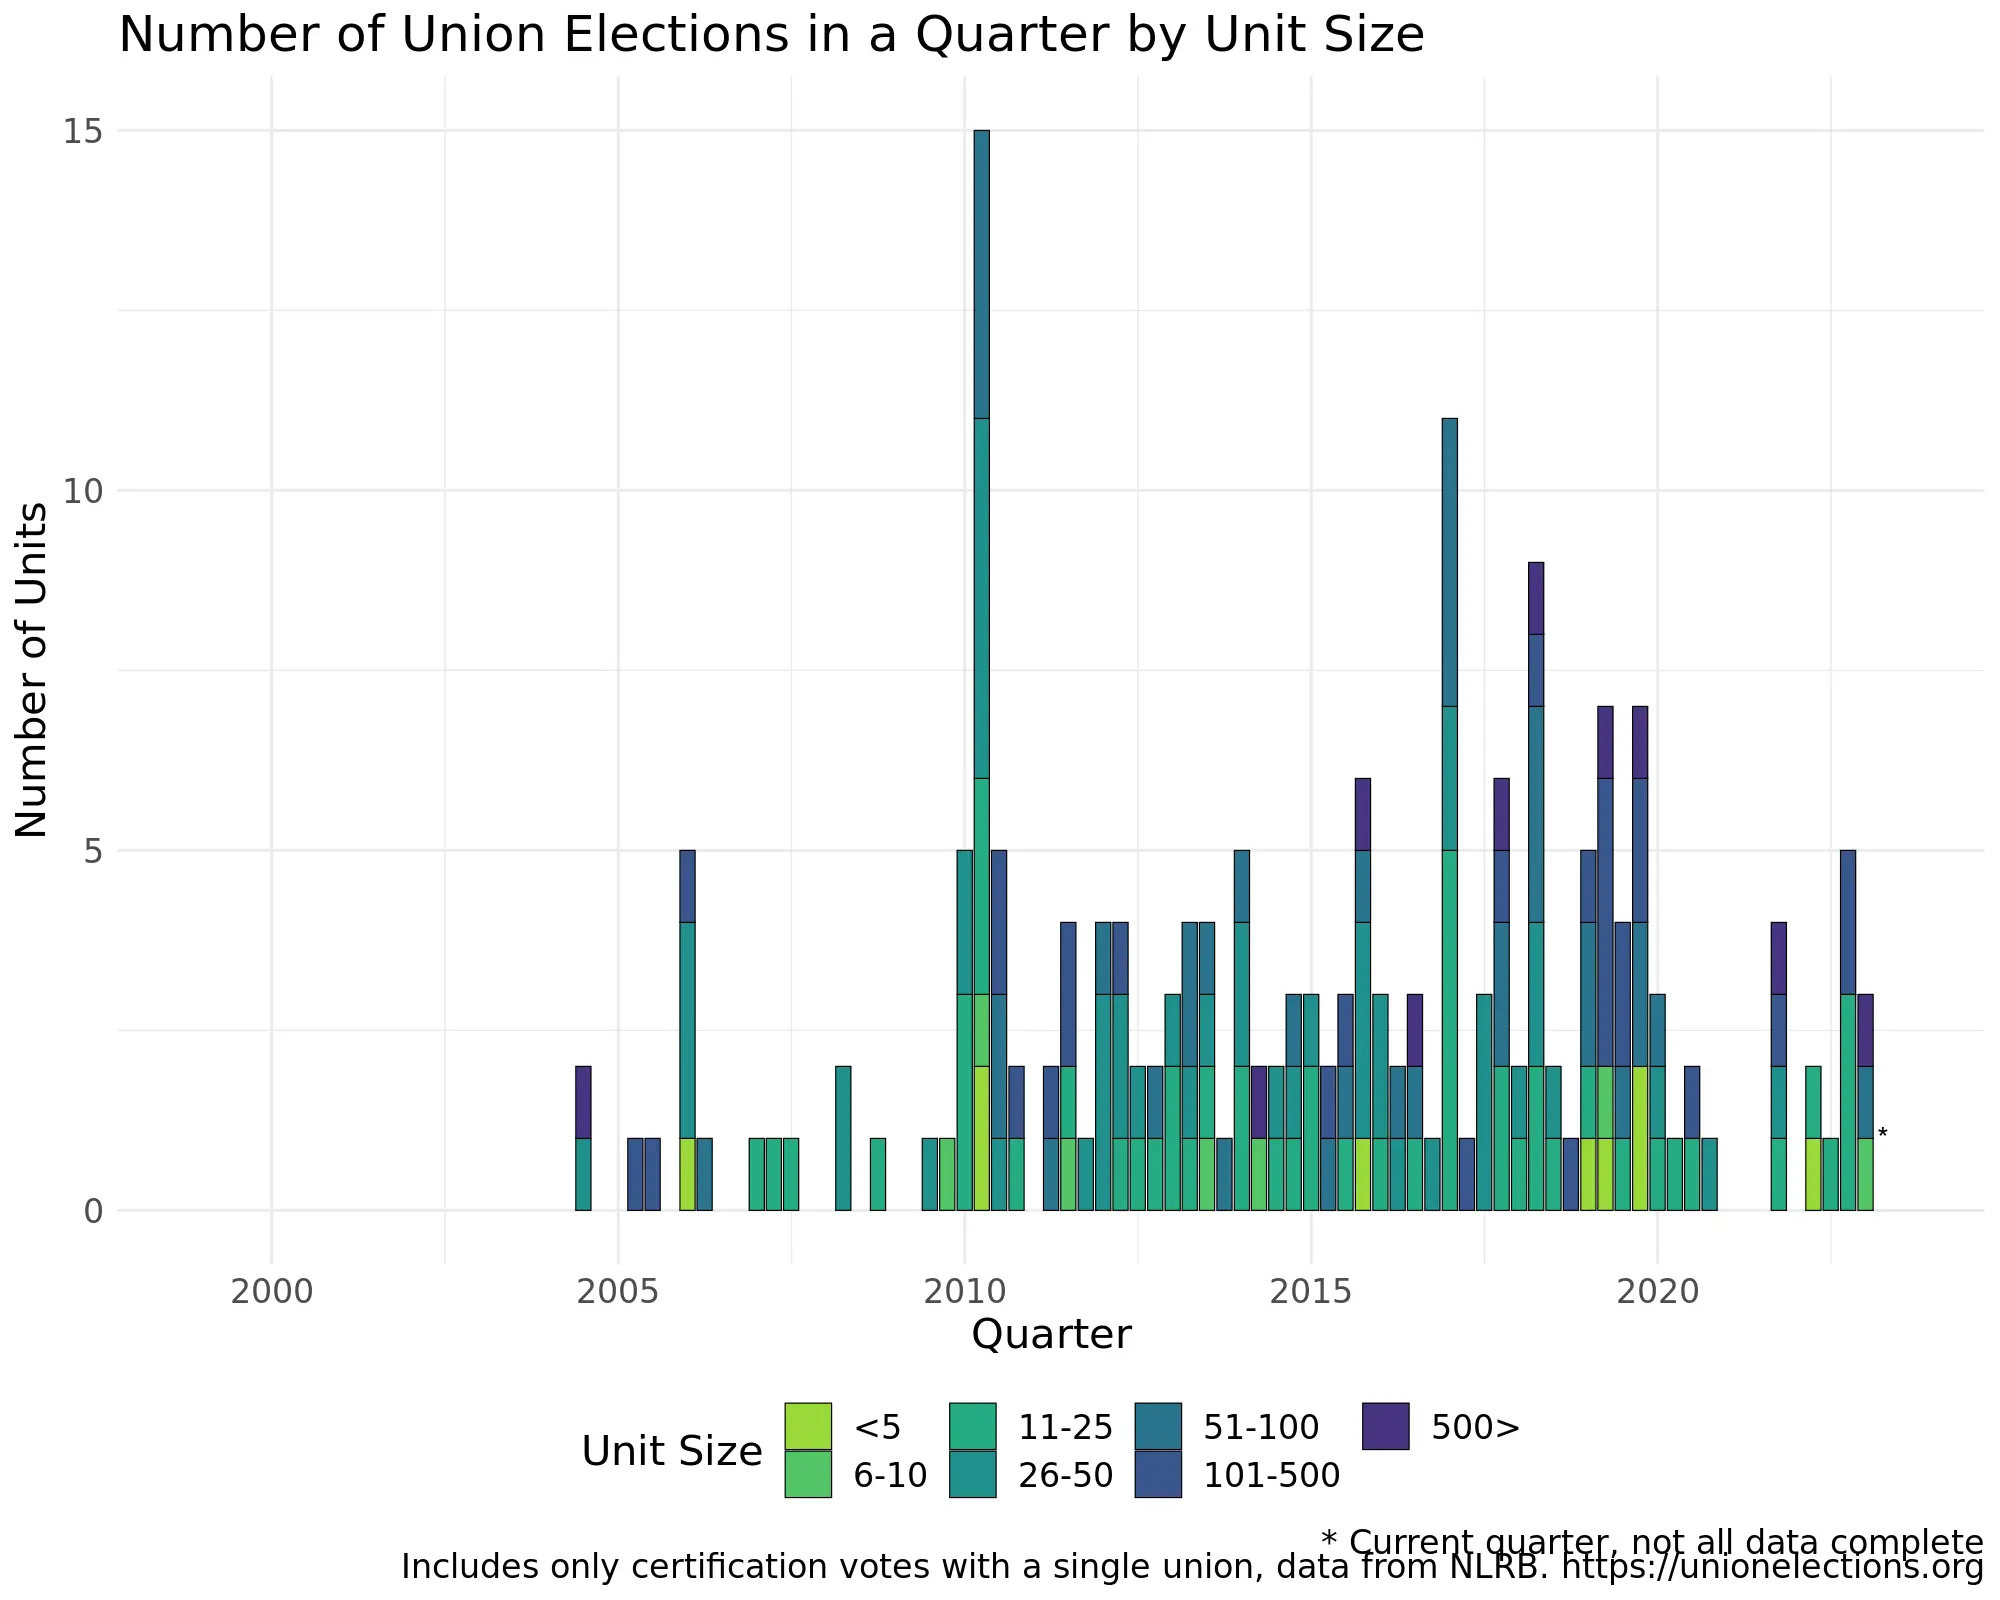 Number of Union Elections in a Quarter by Unit Size
15
10
5
0
Number of Units
2000 2005 2010 2015 2020
*
Quarter
Unit Size
<5 11-25 51-100 500>
6-10 26-50 101-500
* Current quarter, not all data complete
Includes only certification votes with a single union, data from NLRB. https://unionelections.org